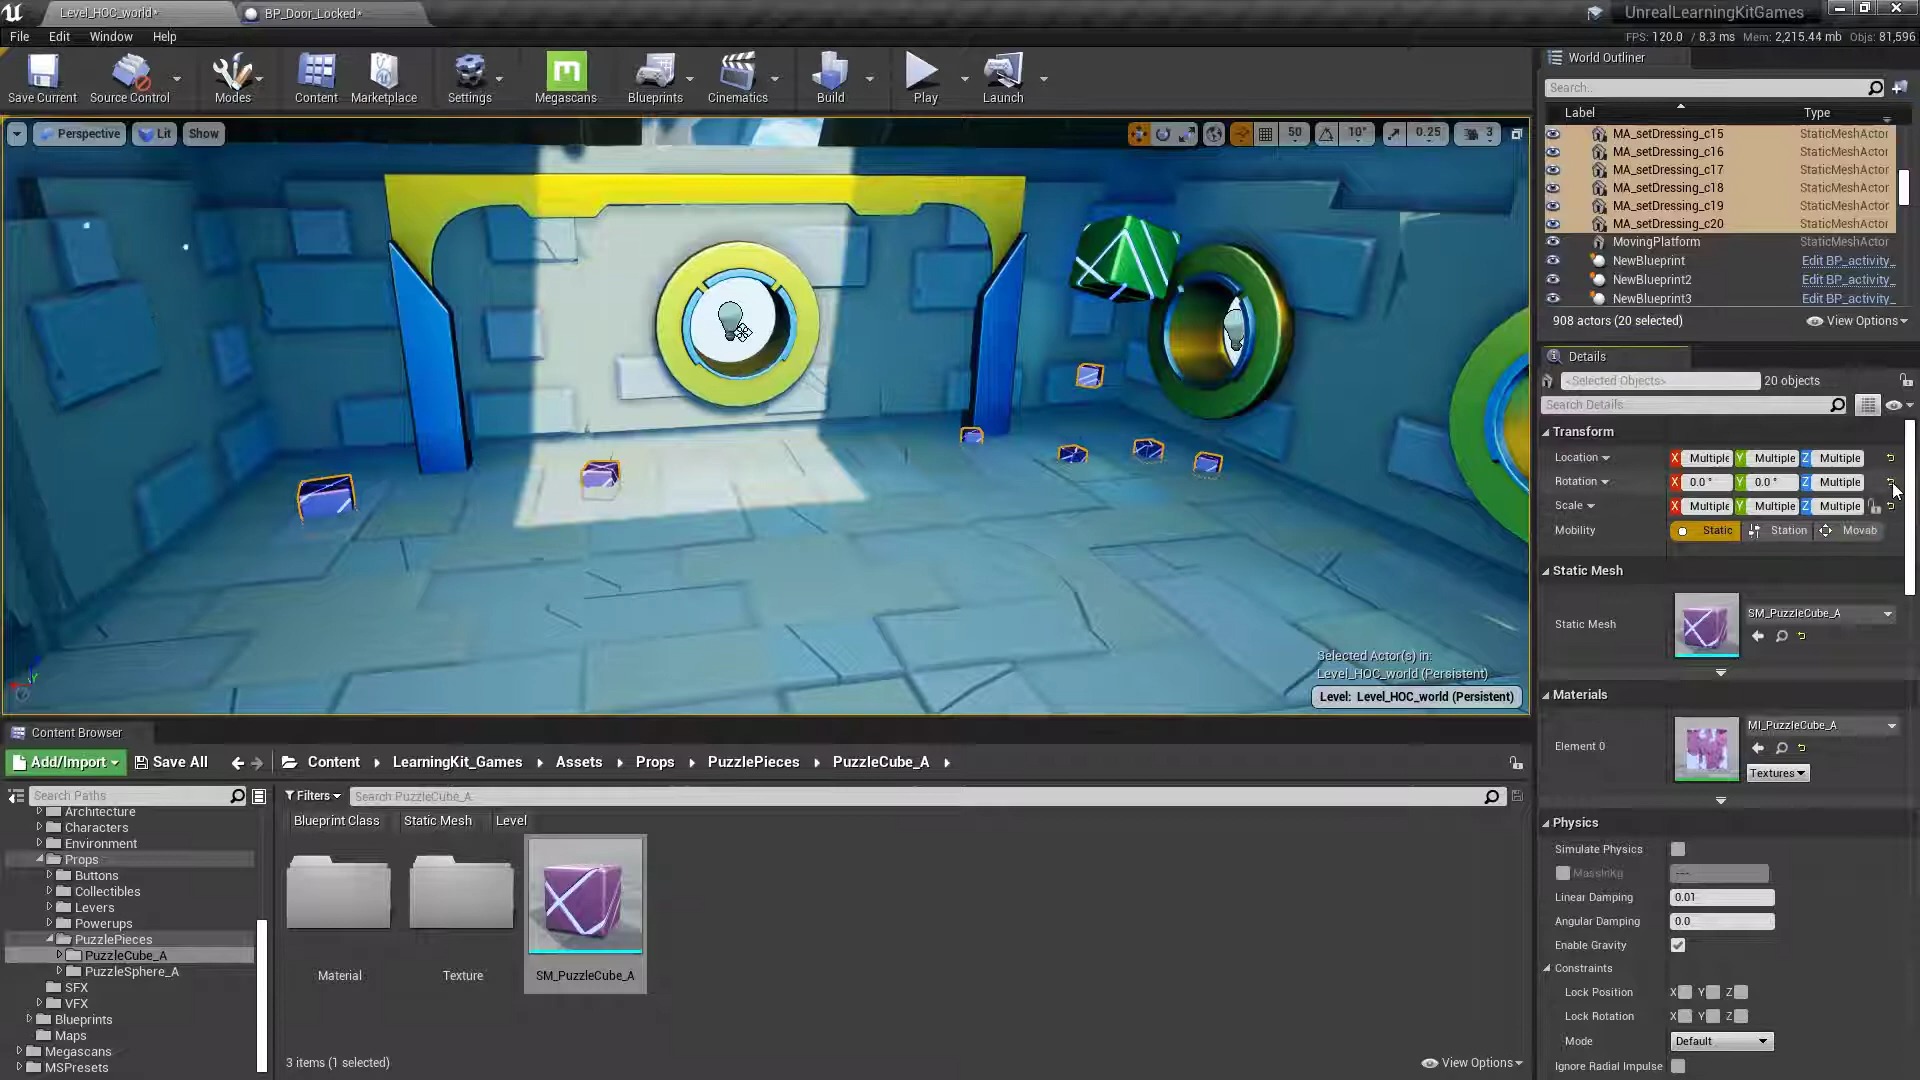 Level_HOC_world*
BP_Door_Locked*
UnrealLearningKitGames
File Edit Window Help
FPS: 120.0 / 8.3 ms Mem: 2,215.44 mb Objs: 81,596
Save Current
Source Control
Modes
Content
Marketplace
Settings
Megascans
Blueprints
Cinematics
Build
Play
Launch
Perspective
Lit
Show
50
10°
0.25
3
Selected Actor(s) in:
Level_HOC_world (Persistent)
Level: Level_HOC_world (Persistent)
World Outliner
Search..
Label Type
MA_setDressing_c15 StaticMeshActor
MA_setDressing_c16 StaticMeshActor
MA_setDressing_c17 StaticMeshActor
MA_setDressing_c18 StaticMeshActor
MA_setDressing_c19 StaticMeshActor
MA_setDressing_c20 StaticMeshActor
MovingPlatform StaticMeshActor
NewBlueprint Edit BP_activity_
NewBlueprint2 Edit BP_activity_
NewBlueprint3 Edit BP_activity_
908 actors (20 selected)
View Options
Details
<Selected Objects> 20 objects
Search Details
Transform
Location X Multiple Y Multiple Z Multiple
Rotation X 0.0 ° Y 0.0 ° Z Multiple
Scale X Multiple Y Multiple Z Multiple
Mobility Static Station Movab
Static Mesh
Static Mesh SM_PuzzleCube_A
Materials
Element 0 MI_PuzzleCube_A
Textures
Physics
Simulate Physics
MassInKg ---
Linear Damping 0.01
Angular Damping 0.0
Enable Gravity
Constraints
Lock Position X Y Z
Lock Rotation X Y Z
Mode Default
Ignore Radial Impulse
Content Browser
Add/Import
Save All
Content LearningKit_Games Assets Props PuzzlePieces PuzzleCube_A
Search Paths
Filters
Search PuzzleCube_A
Blueprint Class
Static Mesh
Level
Architecture
Characters
Environment
Props
Buttons
Collectibles
Levers
Powerups
PuzzlePieces
PuzzleCube_A
PuzzleSphere_A
SFX
VFX
Blueprints
Maps
Megascans
MSPresets
Material
Texture
SM_PuzzleCube_A
3 items (1 selected)
View Options